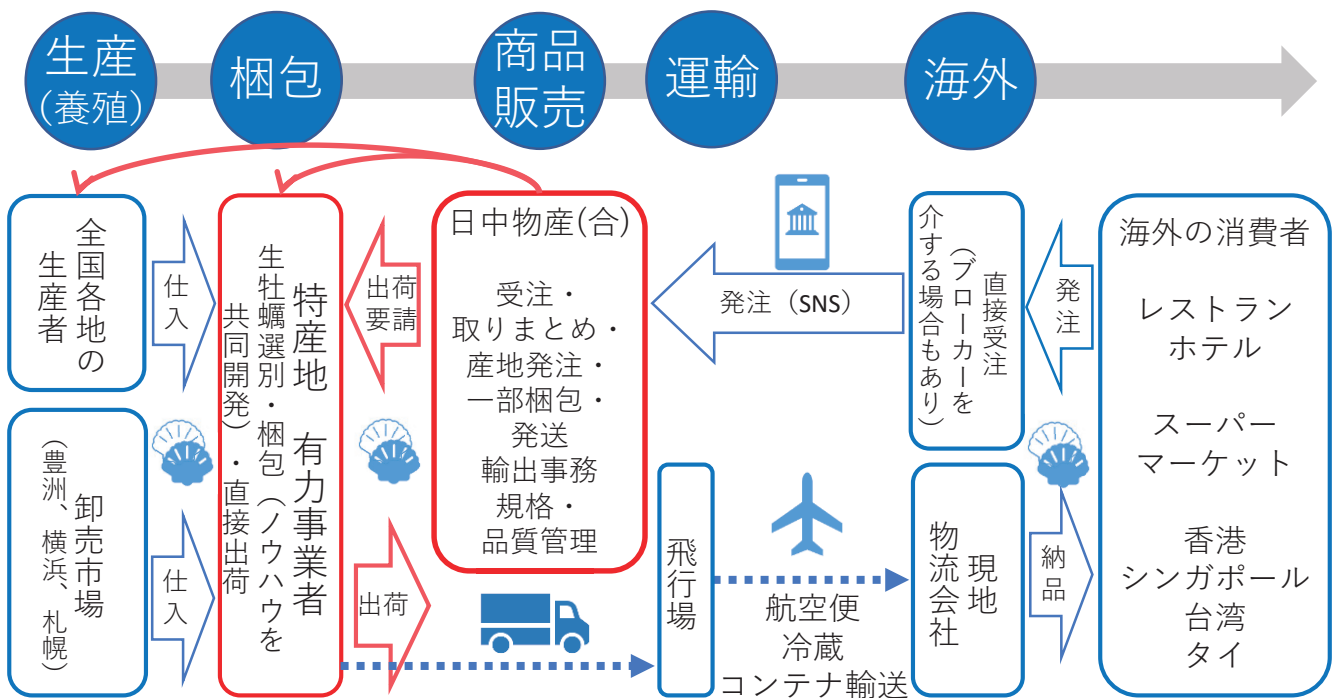 生産
(養殖)
梱包
商品
販売
運輸
海外
全国各地の
生産者
卸売市場
(豊洲、横浜、札幌)
仕入
仕入
特産地 有力事業者
生牡蠣選別・梱包(ノウハウを
共同開発)・直接出荷
出荷
要請
出荷
日中物産(合)
受注・
取りまとめ・
産地発注・
一部梱包・
発送
輸出事務
規格・
品質管理
発注（SNS）
飛行場
航空便
冷蔵
コンテナ輸送
直接受注
(ブローカーを
介する場合もあり)
現地
物流会社
発注
納品
海外の消費者
レストラン
ホテル
スーパー
マーケット
香港
シンガポール
台湾
タイ